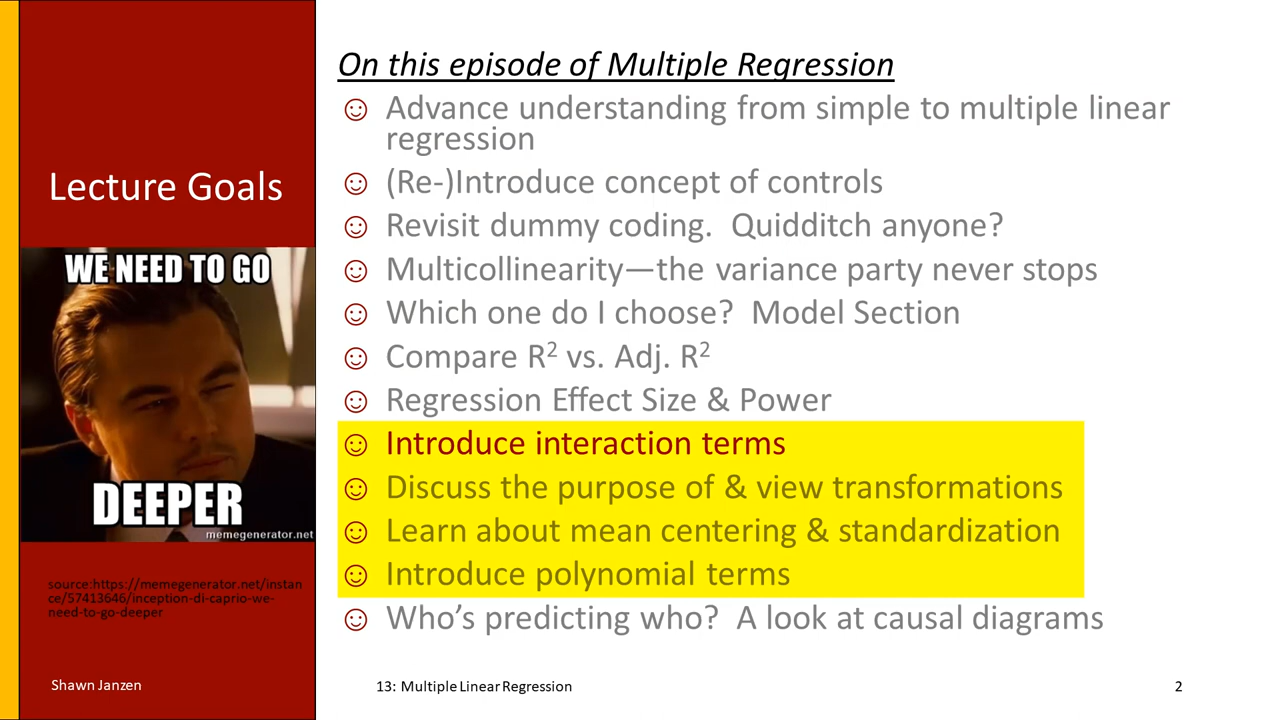 Lecture Goals
WE NEED TO GO
DEEPER
memegenerator.net
source:https://memegenerator.net/instan
ce/57413646/inception-di-caprio-we-
need-to-go-deeper
Shawn Janzen
On this episode of Multiple Regression
☺ Advance understanding from simple to multiple linear
regression
☺ (Re-)Introduce concept of controls
☺ Revisit dummy coding.  Quidditch anyone?
☺ Multicollinearity—the variance party never stops
☺ Which one do I choose?  Model Section
☺ Compare R² vs. Adj. R²
☺ Regression Effect Size & Power
☺ Introduce interaction terms
☺ Discuss the purpose of & view transformations
☺ Learn about mean centering & standardization
☺ Introduce polynomial terms
☺ Who’s predicting who?  A look at causal diagrams
13: Multiple Linear Regression
2